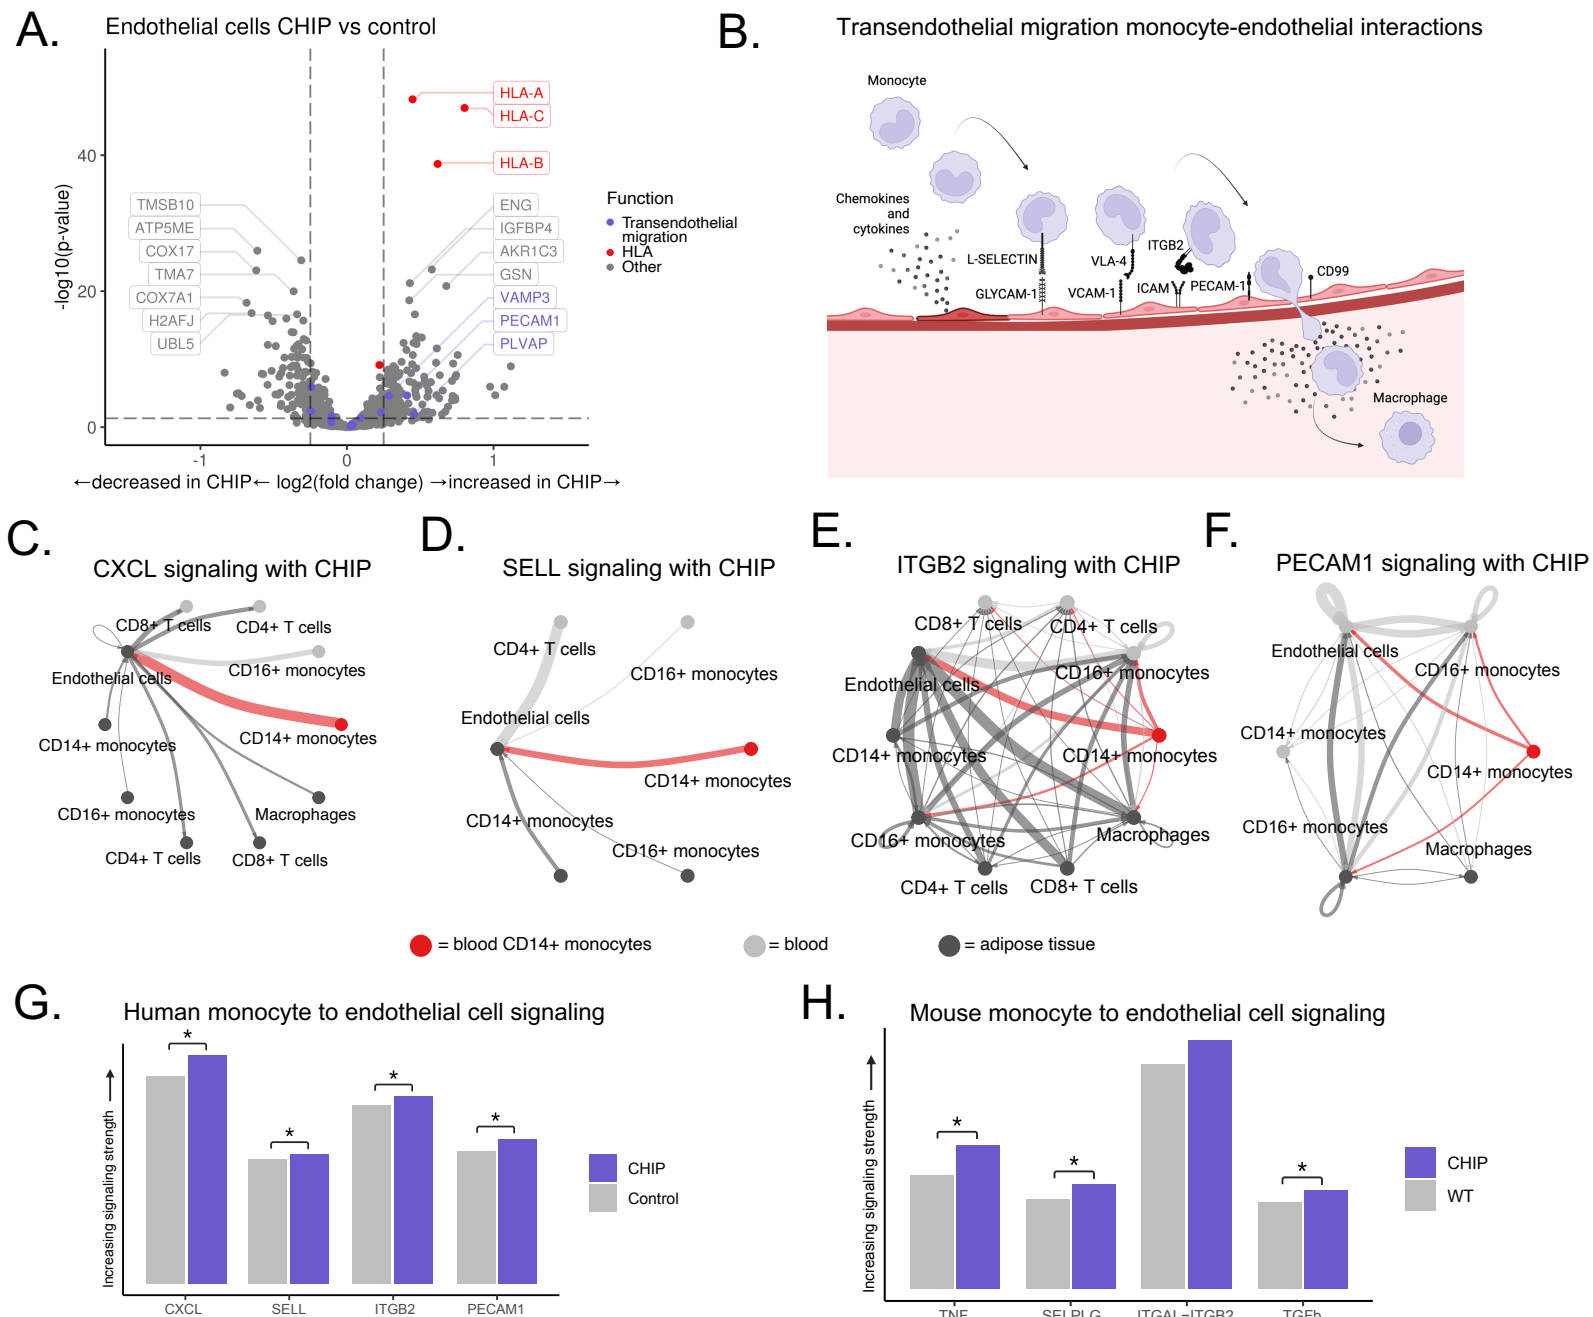 A.
Endothelial cells CHIP vs control
-log10(p-value)
40
20
0
-1
0
1
←decreased in CHIP← log2(fold change) →increased in CHIP→
HLA-A
HLA-C
HLA-B
TMSB10
ATP5ME
COX17
TMA7
COX7A1
H2AFJ
UBL5
ENG
IGFBP4
AKR1C3
GSN
VAMP3
PECAM1
PLVAP
Function
Transendothelial
migration
HLA
Other
B.
Transendothelial migration monocyte-endothelial interactions
Monocyte
Chemokines
and
cytokines
L-SELECTIN
GLYCAM-1
VLA-4
VCAM-1
ITGB2
ICAM
PECAM-1
CD99
Macrophage
C.
CXCL signaling with CHIP
CD8+ T cells
CD4+ T cells
CD16+ monocytes
Endothelial cells
CD14+ monocytes
CD14+ monocytes
CD16+ monocytes
Macrophages
CD4+ T cells
CD8+ T cells
D.
SELL signaling with CHIP
CD4+ T cells
CD16+ monocytes
Endothelial cells
CD14+ monocytes
CD14+ monocytes
CD16+ monocytes
E.
ITGB2 signaling with CHIP
CD8+ T cells
CD4+ T cells
CD16+ monocytes
Endothelial cells
CD14+ monocytes
CD14+ monocytes
CD16+ monocytes
Macrophages
CD4+ T cells
CD8+ T cells
F.
PECAM1 signaling with CHIP
Endothelial cells
CD16+ monocytes
CD14+ monocytes
CD14+ monocytes
CD16+ monocytes
Macrophages
= blood CD14+ monocytes
= blood
= adipose tissue
G.
Human monocyte to endothelial cell signaling
Increasing signaling strength
*
*
*
*
CXCL
SELL
ITGB2
PECAM1
CHIP
Control
H.
Mouse monocyte to endothelial cell signaling
Increasing signaling strength
*
*
*
TNF
SELPLG
ITGAL-ITGB2
TGFb
CHIP
WT